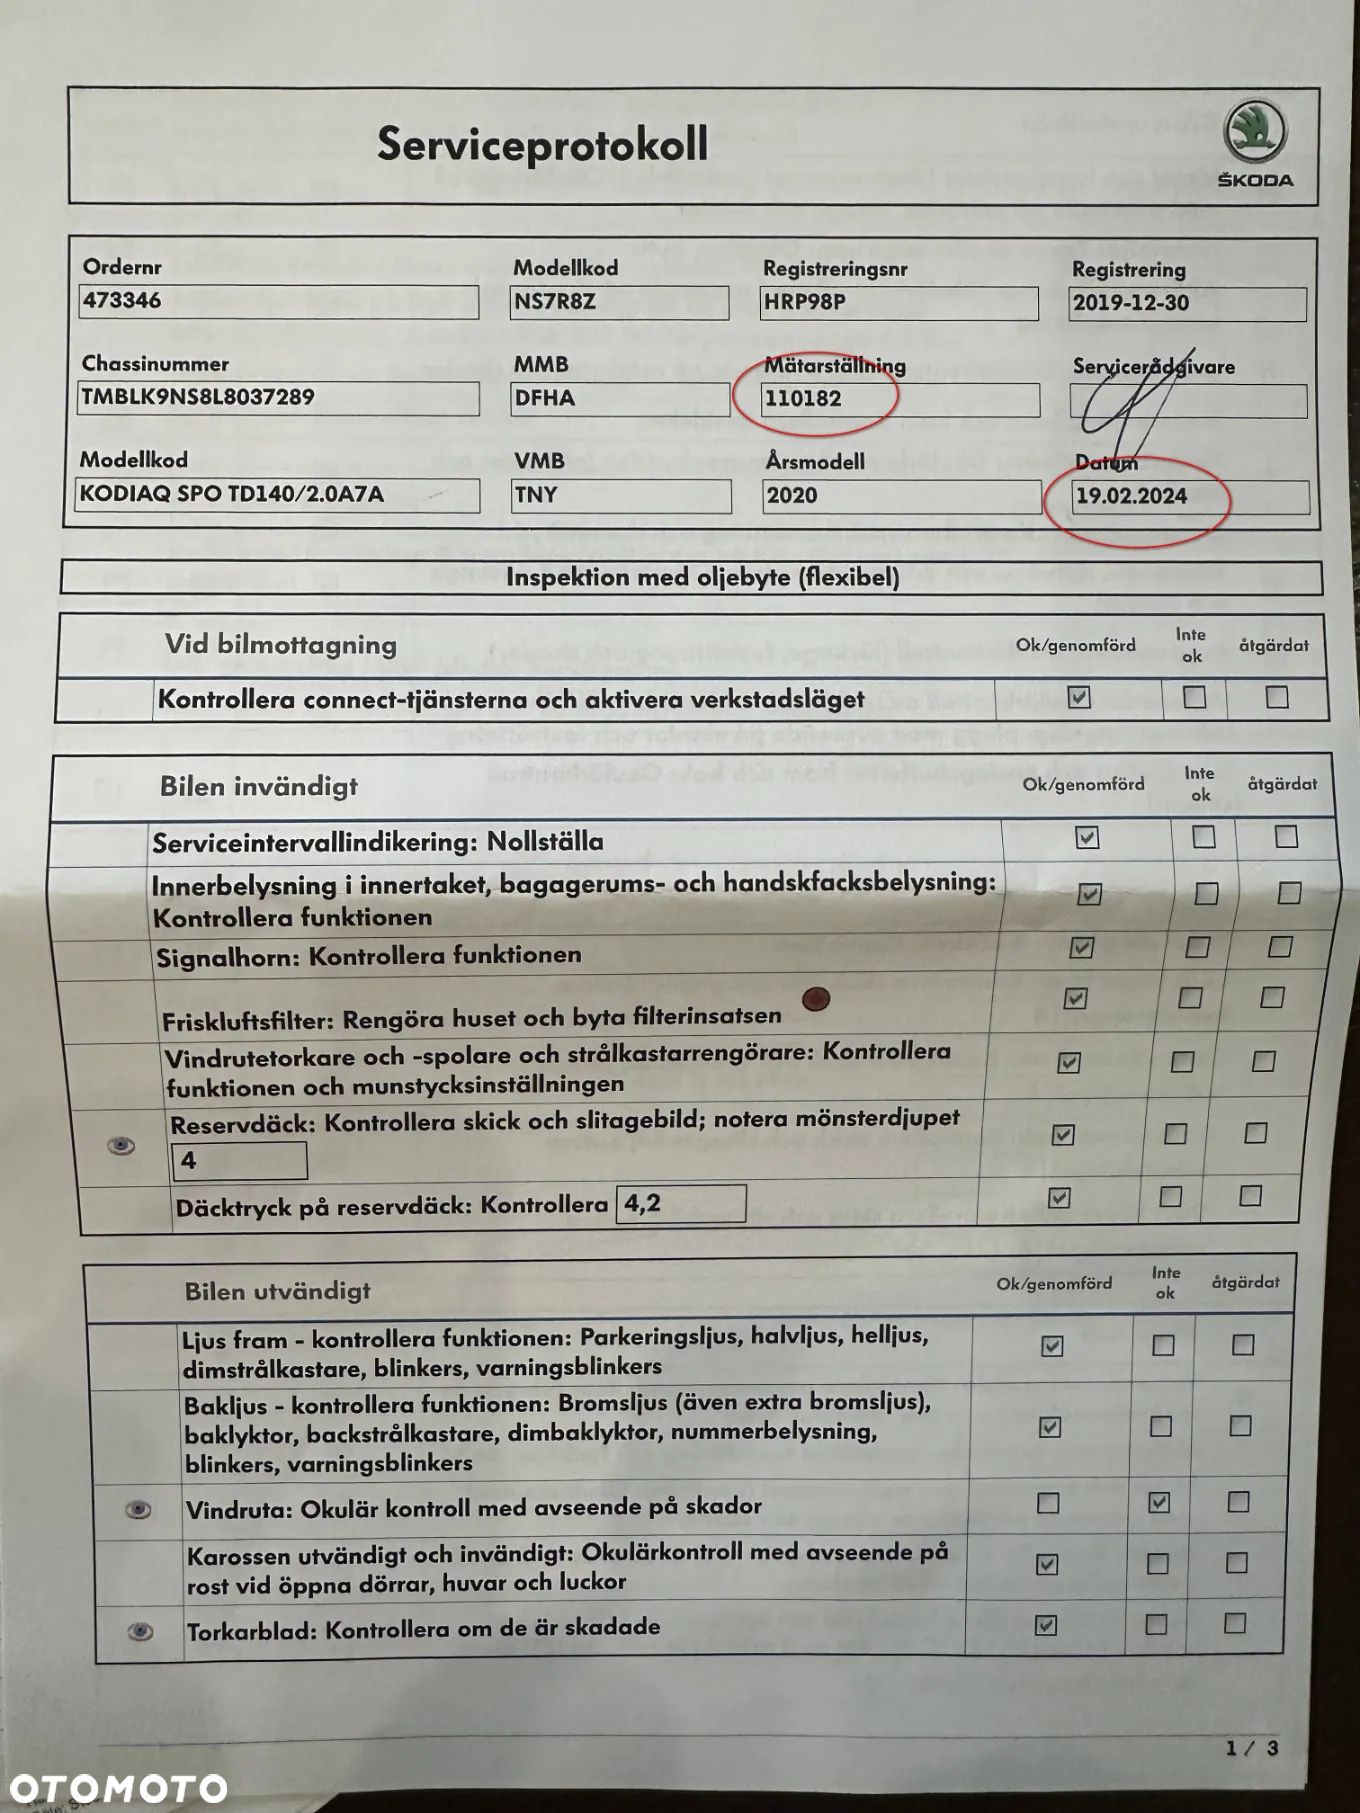 Serviceprotokoll
ŠKODA
Ordernr Modellkod Registreringsnr Registrering
473346 NS7R8Z HRP98P 2019-12-30
Chassinummer MMB Mätarställning Servicerådgivare
TMBLK9NS8L8037289 DFHA 110182
Modellkod VMB Årsmodell Datum
KODIAQ SPO TD140/2.0A7A TNY 2020 19.02.2024
Inspektion med oljebyte (flexibel)
Vid bilmottagning Ok/genomförd Inte ok åtgärdat
Kontrollera connect-tjänsterna och aktivera verkstadsläget
Bilen invändigt Ok/genomförd Inte ok åtgärdat
Serviceintervallindikering: Nollställa
Innerbelysning i innertaket, bagagerums- och handskfacksbelysning:
Kontrollera funktionen
Signalhorn: Kontrollera funktionen
Friskluftsfilter: Rengöra huset och byta filterinsatsen
Vindrutetorkare och -spolare och strålkastarrengörare: Kontrollera
funktionen och munstycksinställningen
Reservdäck: Kontrollera skick och slitagebild; notera mönsterdjupet
4
Däcktryck på reservdäck: Kontrollera 4,2
Bilen utvändigt Ok/genomförd Inte ok åtgärdat
Ljus fram - kontrollera funktionen: Parkeringsljus, halvljus, helljus,
dimstrålkastare, blinkers, varningsblinkers
Bakljus - kontrollera funktionen: Bromsljus (även extra bromsljus),
baklyktor, backstrålkastare, dimbaklyktor, nummerbelysning,
blinkers, varningsblinkers
Vindruta: Okulär kontroll med avseende på skador
Karossen utvändigt och invändigt: Okulärkontroll med avseende på
rost vid öppna dörrar, huvar och luckor
Torkarblad: Kontrollera om de är skadade
1 / 3
OTOMOTO